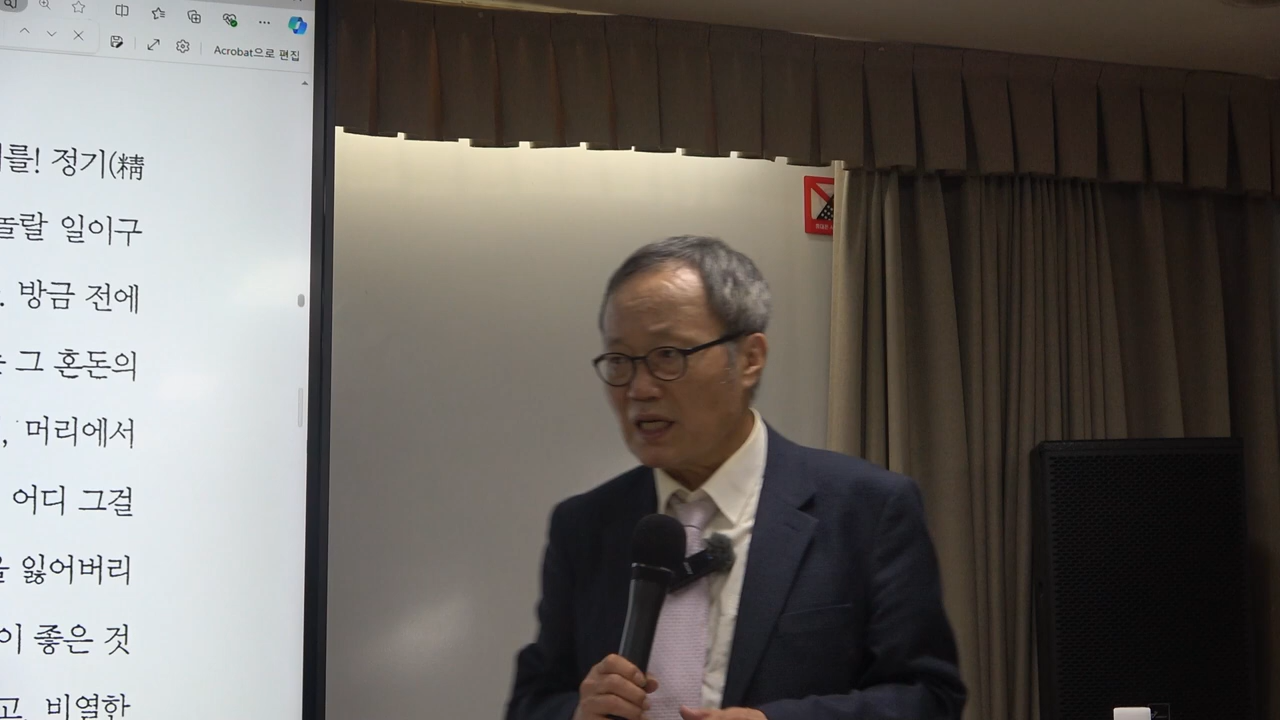 Acrobat으로 편집
를! 정기(精
놀랄 일이구
방금 전에
그 혼돈의
, 머리에서
어디 그걸
잃어버리
이 좋은 것
고, 비열한